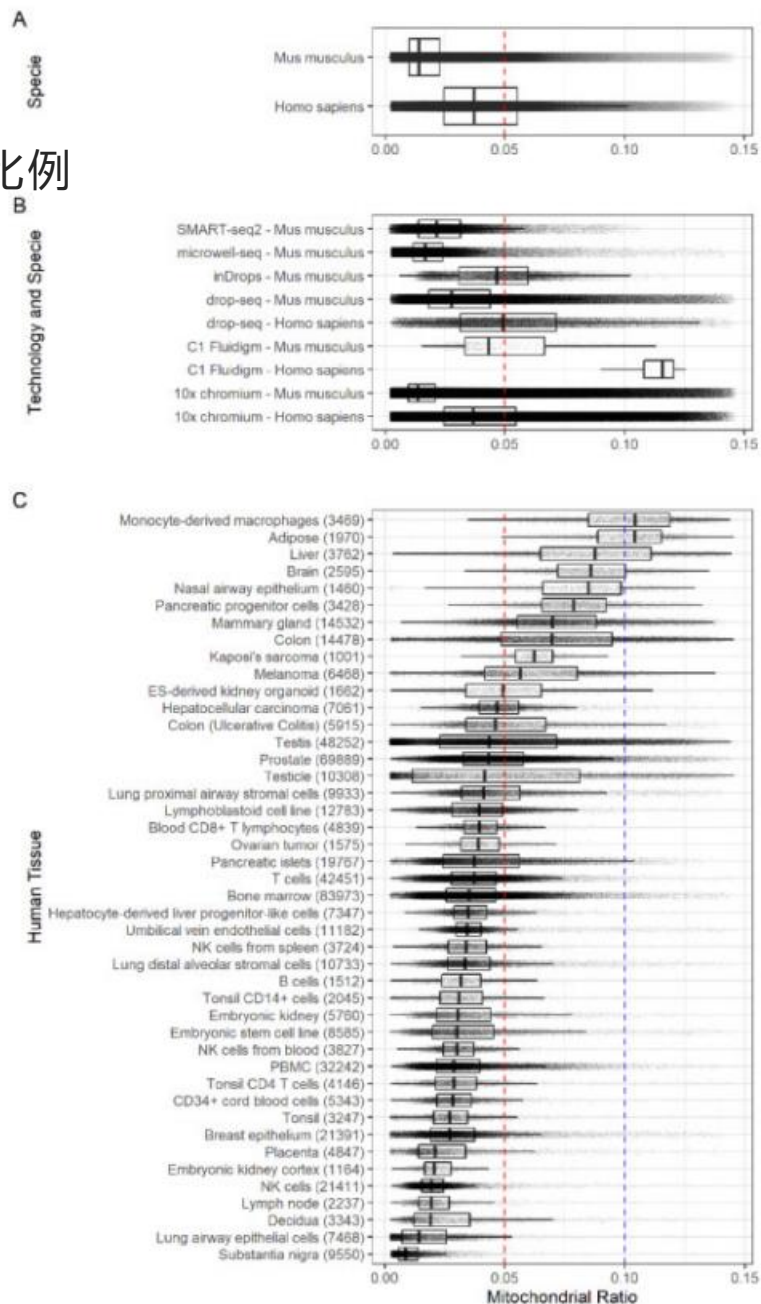 A
Specie
Mus musculus
Homo sapiens
0.00 0.05 0.10 0.15
比例
B
Technology and Specie
SMART-seq2 - Mus musculus
microwell-seq - Mus musculus
inDrops - Mus musculus
drop-seq - Mus musculus
drop-seq - Homo sapiens
C1 Fluidigm - Mus musculus
C1 Fluidigm - Homo sapiens
10x chromium - Mus musculus
10x chromium - Homo sapiens
0.00 0.05 0.10 0.15
C
Human Tissue
Monocyte-derived macrophages (3469)
Adipose (1970)
Liver (3762)
Brain (2595)
Nasal airway epithelium (1460)
Pancreatic progenitor cells (3428)
Mammary gland (14532)
Colon (14478)
Kaposi's sarcoma (1001)
Melanoma (6468)
ES-derived kidney organoid (1662)
Hepatocellular carcinoma (7061)
Colon (Ulcerative Colitis) (5915)
Testis (48252)
Prostate (69889)
Testicle (10308)
Lung proximal airway stromal cells (9933)
Lymphoblastoid cell line (12783)
Blood CD8+ T lymphocytes (4839)
Ovarian tumor (1575)
Pancreatic islets (19767)
T cells (42451)
Bone marrow (83973)
Hepatocyte-derived liver progenitor-like cells (7347)
Umbilical vein endothelial cells (11182)
NK cells from spleen (3724)
Lung distal alveolar stromal cells (10733)
B cells (1512)
Tonsil CD14+ cells (2045)
Embryonic kidney (5760)
Embryonic stem cell line (8585)
NK cells from blood (3827)
PBMC (32242)
Tonsil CD4 T cells (4146)
CD34+ cord blood cells (5343)
Tonsil (3247)
Breast epithelium (21391)
Placenta (4847)
Embryonic kidney cortex (1164)
NK cells (21411)
Lymph node (2237)
Decidua (3343)
Lung airway epithelial cells (7468)
Substantia nigra (9550)
0.00 0.05 0.10 0.15
Mitochondrial Ratio